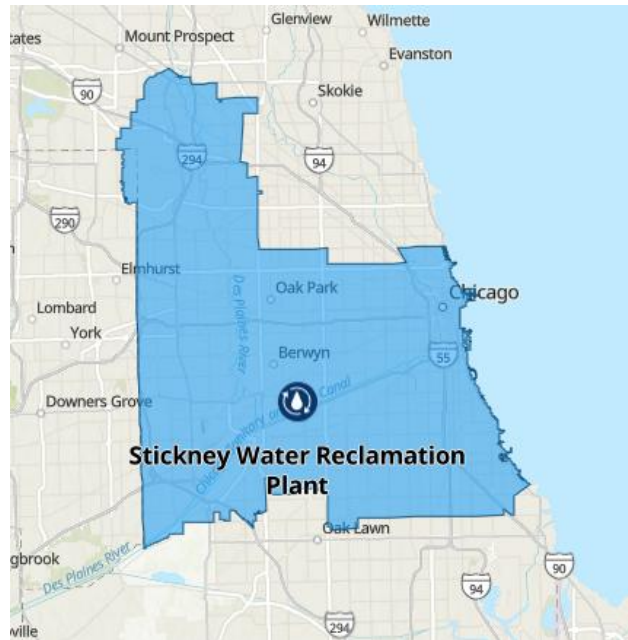 Glenview
Wilmette
Mount Prospect
Evanston
90
Skokie
294
94
290
Elmhurst
Des Plaines River
Oak Park
Chicago
Lombard
York
Berwyn
55
Downers Grove
Canal
Stickney Water Reclamation
Plant
Oak Lawn
Des Plaines River
90
94
294